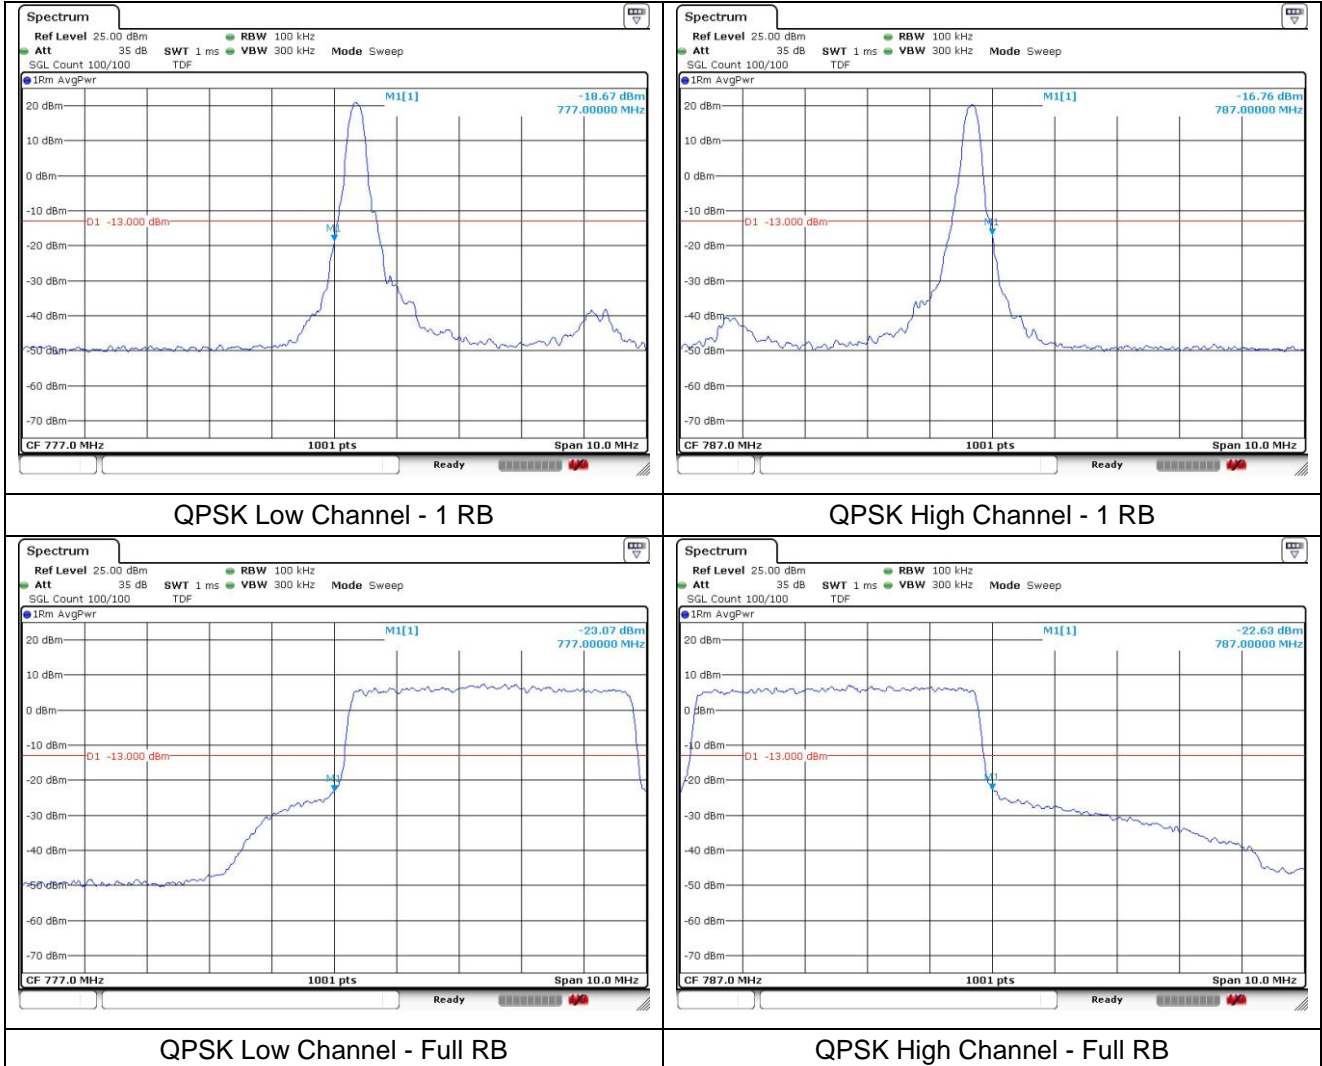 Spectrum
Ref Level 25.00 dBm RBW 100 kHz
Att 35 dB SWT 1 ms VBW 300 kHz Mode Sweep
SGL Count 100/100 TDF
1Rm AvgPwr
M1[1] -18.67 dBm
777.00000 MHz
20 dBm
10 dBm
0 dBm
-10 dBm
D1 -13.000 dBm
M1
-20 dBm
-30 dBm
-40 dBm
-50 dBm
-60 dBm
-70 dBm
CF 777.0 MHz 1001 pts Span 10.0 MHz
Ready
QPSK Low Channel - 1 RB
Spectrum
Ref Level 25.00 dBm RBW 100 kHz
Att 35 dB SWT 1 ms VBW 300 kHz Mode Sweep
SGL Count 100/100 TDF
1Rm AvgPwr
M1[1] -16.76 dBm
787.00000 MHz
20 dBm
10 dBm
0 dBm
-10 dBm
D1 -13.000 dBm
M1
-20 dBm
-30 dBm
-40 dBm
-50 dBm
-60 dBm
-70 dBm
CF 787.0 MHz 1001 pts Span 10.0 MHz
Ready
QPSK High Channel - 1 RB
Spectrum
Ref Level 25.00 dBm RBW 100 kHz
Att 35 dB SWT 1 ms VBW 300 kHz Mode Sweep
SGL Count 100/100 TDF
1Rm AvgPwr
M1[1] -23.07 dBm
777.00000 MHz
20 dBm
10 dBm
0 dBm
-10 dBm
D1 -13.000 dBm
M1
-20 dBm
-30 dBm
-40 dBm
-50 dBm
-60 dBm
-70 dBm
CF 777.0 MHz 1001 pts Span 10.0 MHz
Ready
QPSK Low Channel - Full RB
Spectrum
Ref Level 25.00 dBm RBW 100 kHz
Att 35 dB SWT 1 ms VBW 300 kHz Mode Sweep
SGL Count 100/100 TDF
1Rm AvgPwr
M1[1] -22.63 dBm
787.00000 MHz
20 dBm
10 dBm
0 dBm
-10 dBm
D1 -13.000 dBm
M1
-20 dBm
-30 dBm
-40 dBm
-50 dBm
-60 dBm
-70 dBm
CF 787.0 MHz 1001 pts Span 10.0 MHz
Ready
QPSK High Channel - Full RB